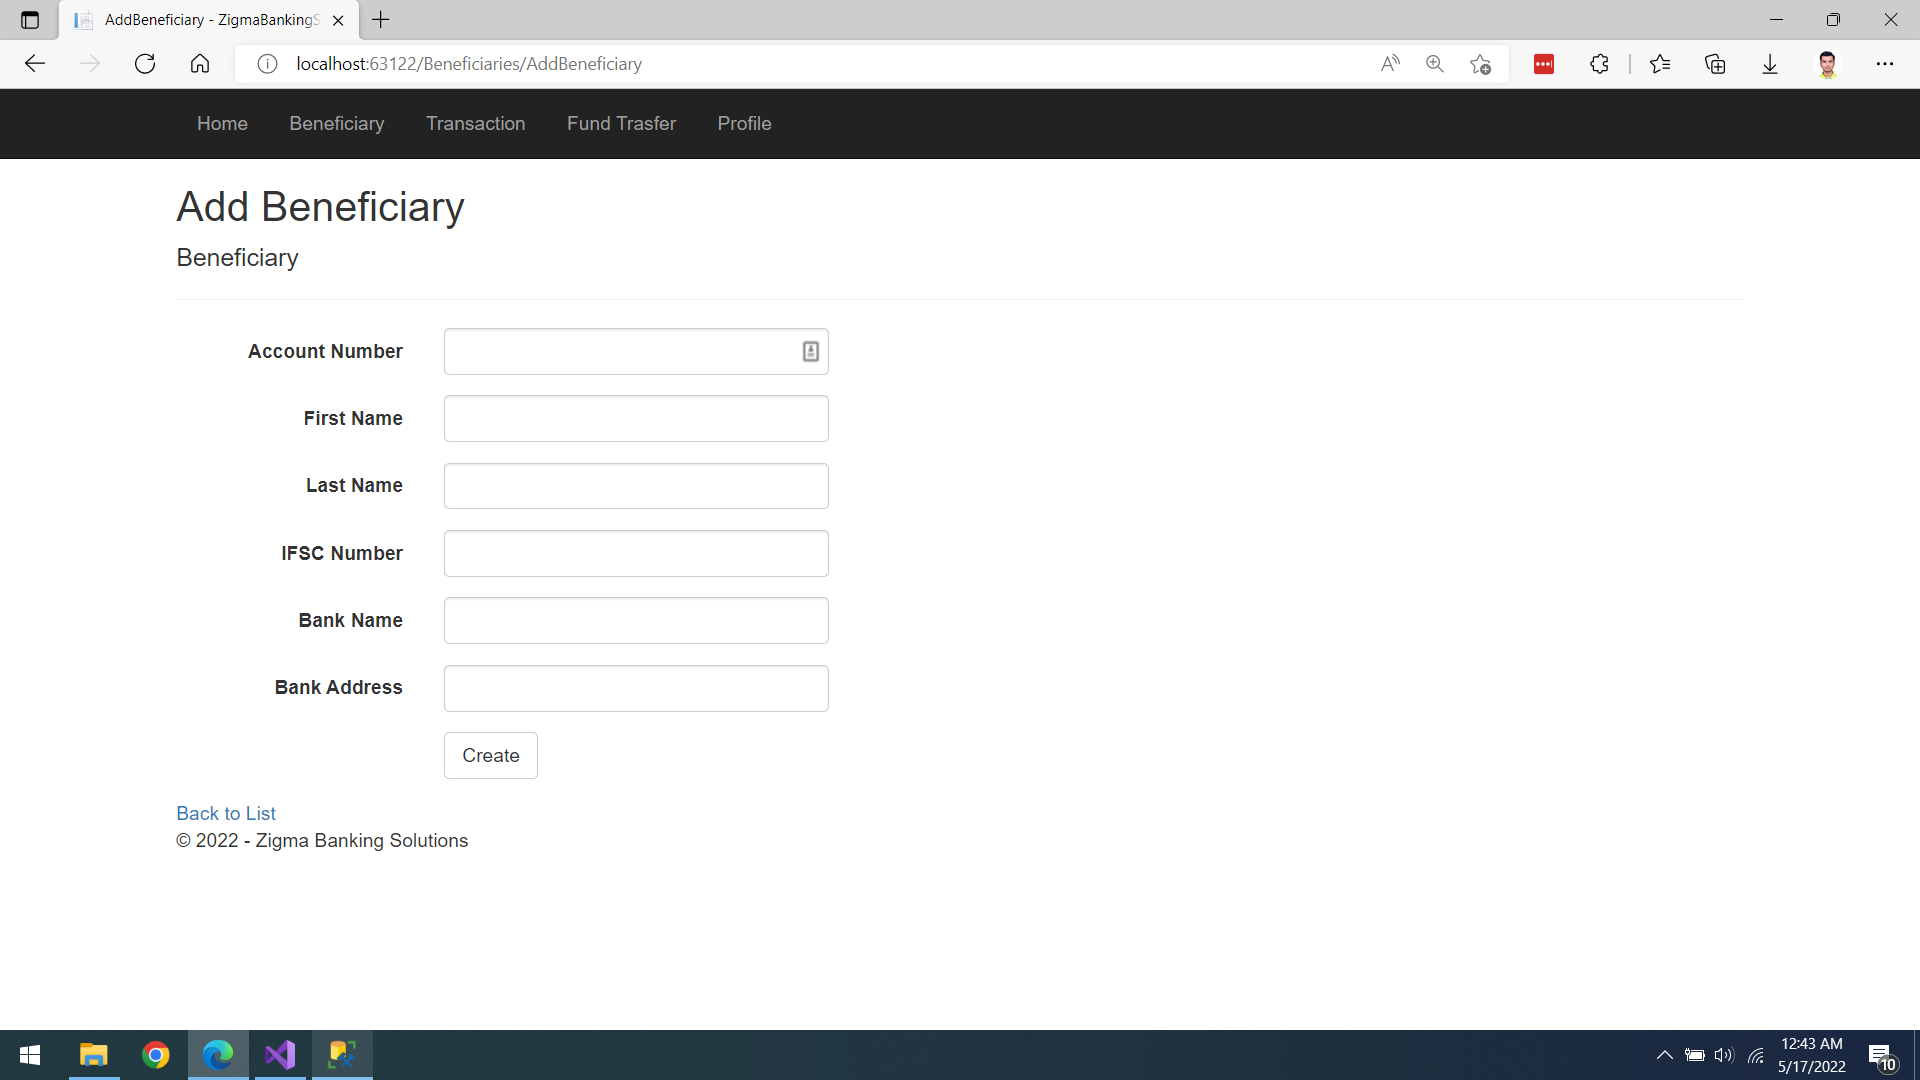 AddBeneficiary - ZigmaBankingS
localhost:63122/Beneficiaries/AddBeneficiary
Home Beneficiary Transaction Fund Trasfer Profile
Add Beneficiary
Beneficiary
Account Number
First Name
Last Name
IFSC Number
Bank Name
Bank Address
Create
Back to List
© 2022 - Zigma Banking Solutions
12:43 AM
5/17/2022
10